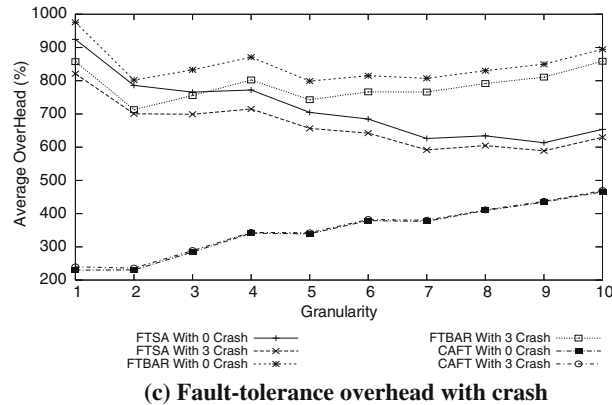 1000
900
800
700
600
500
400
300
200
Average OverHead (%)
1 2 3 4 5 6 7 8 9 10
Granularity
FTSA With 0 Crash
FTSA With 3 Crash
FTBAR With 0 Crash
FTBAR With 3 Crash
CAFT With 0 Crash
CAFT With 3 Crash
(c) Fault-tolerance overhead with crash